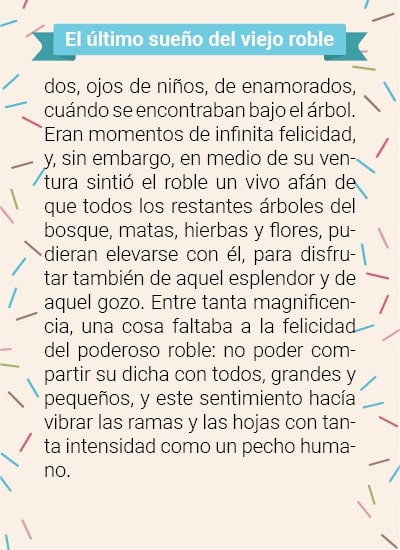 El último sueño del viejo roble
dos, ojos de niños, de enamorados,
cuándo se encontraban bajo el árbol.
Eran momentos de infinita felicidad,
y, sin embargo, en medio de su ven-
tura sintió el roble un vivo afán de
que todos los restantes árboles del
bosque, matas, hierbas y flores, pu-
dieran elevarse con él, para disfru-
tar también de aquel esplendor y de
aquel gozo. Entre tanta magnificen-
cia, una cosa faltaba a la felicidad
del poderoso roble: no poder com-
partir su dicha con todos, grandes y
pequeños, y este sentimiento hacía
vibrar las ramas y las hojas con tan-
ta intensidad como un pecho huma-
no.